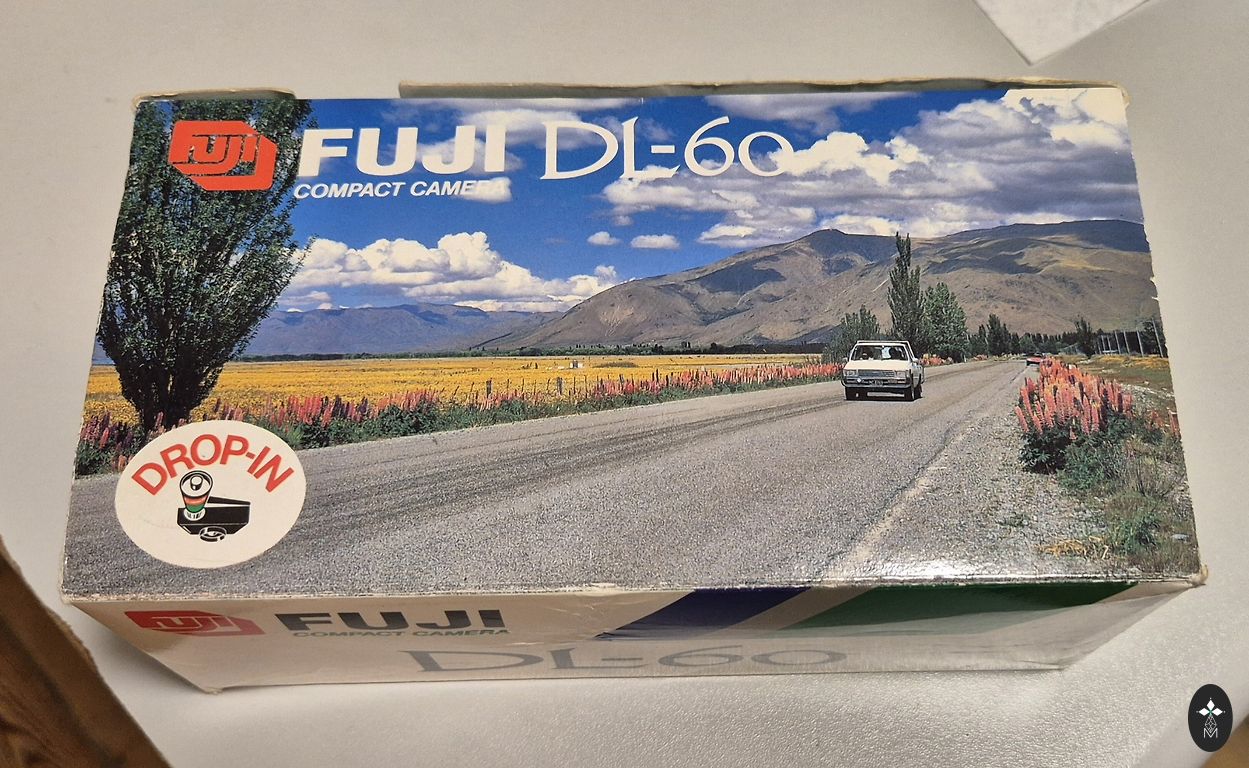 FUJI
FUJI DL-60
COMPACT CAMERA
DROP-IN
FUJI
FUJI
COMPACT CAMERA
DL-60
M